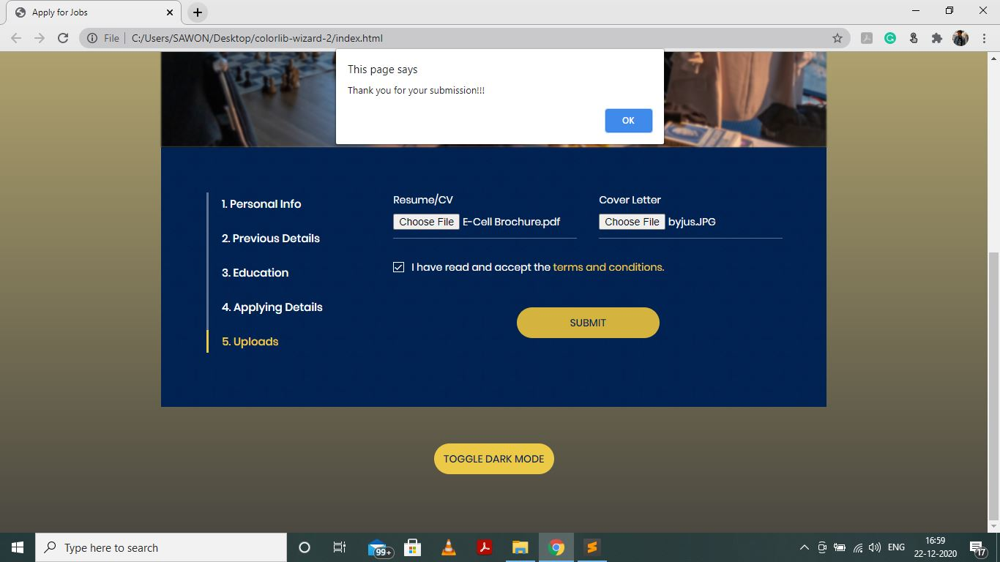 Apply for Jobs
File
C:/Users/SAWON/Desktop/colorlib-wizard-2/index.html
This page says
Thank you for your submission!!!
OK
1. Personal Info
2. Previous Details
3. Education
4. Applying Details
5. Uploads
Resume/CV
Choose File E-Cell Brochure.pdf
Cover Letter
Choose File byjus.JPG
I have read and accept the terms and conditions.
SUBMIT
TOGGLE DARK MODE
Type here to search
99+
ENG
16:59
22-12-2020
17